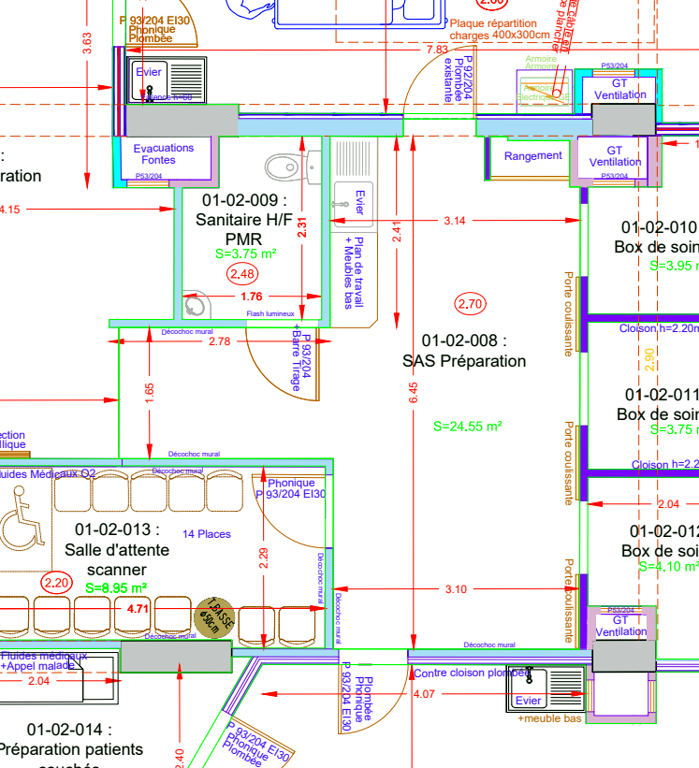 P 93/204 EI30
Phonique
Plombée
3.63
Evier
7.83
Plaque répartition
charges 400x300cm
P 92/204
Plombée
existante
Armoire
P53/204
GT
Ventilation
Evacuations
Fontes
P53/204
ration
4.15
01-02-009 :
Sanitaire H/F
PMR
S=3.75 m²
2.48
2.31
1.76
Flash lumineux
Evier
Plan de travail
+ Meubles bas
2.41
3.14
Rangement
GT
Ventilation
P53/204
01-02-010
Box de soin
S=3.95 m
Porte coulissante
Cloison h=2.20m
Décochoc mural
2.78
P 93/204
+Barre Tirage
1.65
2.70
01-02-008 :
SAS Préparation
6.45
S=24.55 m²
2.90
01-02-011
Box de soin
S=3.75 m
Porte coulissante
Cloison h=2.2
2.04
Décochoc mural
Décochoc mural
Fluides Médicaux O2
Phonique
P 93/204 EI30
01-02-013 :
Salle d'attente
scanner
14 Places
2.20
S=8.95 m²
4.71
T.BASSE
2.29
Décochoc mural
Décochoc mural
Décochoc mural
3.10
Porte coulissante
01-02-012
Box de soi
S=4.10 m²
P53/204
GT
Ventilation
Décochoc mural
Fluides médicaux
+Appel malade
2.04
Contre cloison plombée
4.07
P 93/204 EI30
Phonique
Plombée
Evier
+meuble bas
01-02-014 :
Préparation patients
couchés
2.40
P 93/204 EI30
Phonique
Plombée